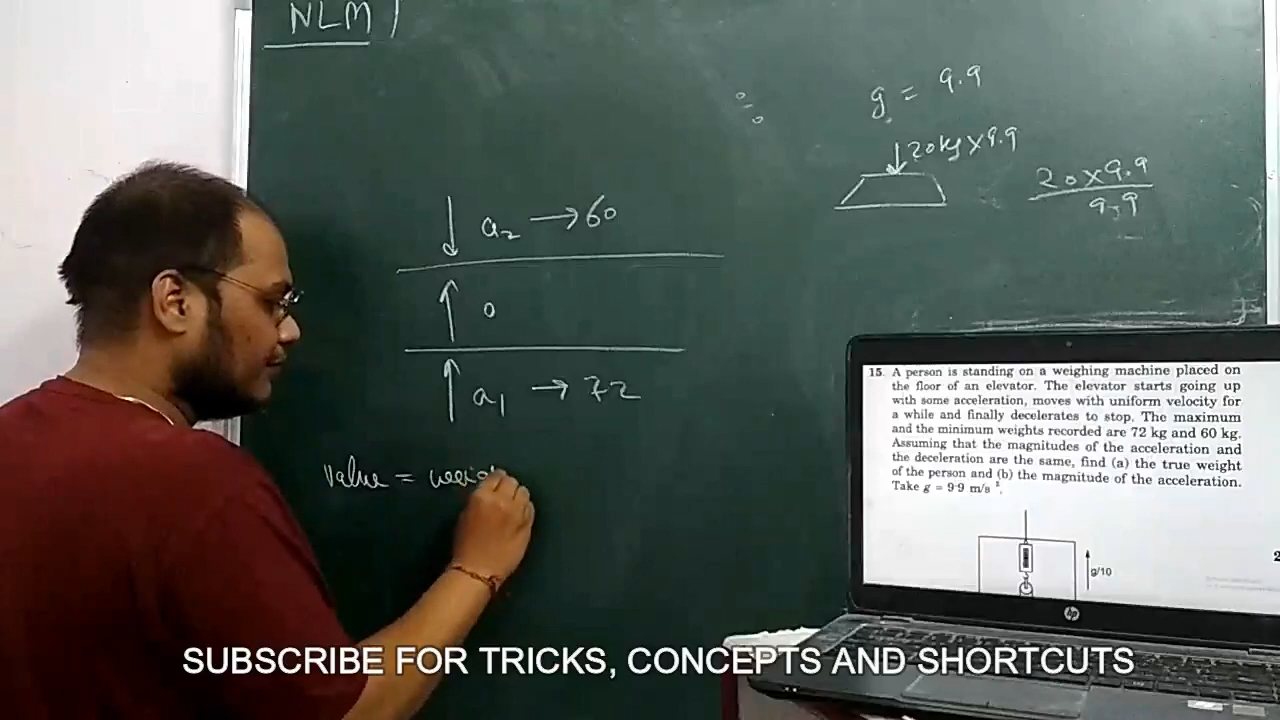 NLM)
g = 9.9
20kg×9.9
20×9.9
9.9
a₂ → 60
0
a₁ → 72
Value = weigh
15. A person is standing on a weighing machine placed on
the floor of an elevator. The elevator starts going up
with some acceleration, moves with uniform velocity for
a while and finally decelerates to stop. The maximum
and the minimum weights recorded are 72 kg and 60 kg.
Assuming that the magnitudes of the acceleration and
the deceleration are the same, find (a) the true weight
of the person and (b) the magnitude of the acceleration.
Take g = 9·9 m/s ².
g/10
2
hp
SUBSCRIBE FOR TRICKS, CONCEPTS AND SHORTCUTS